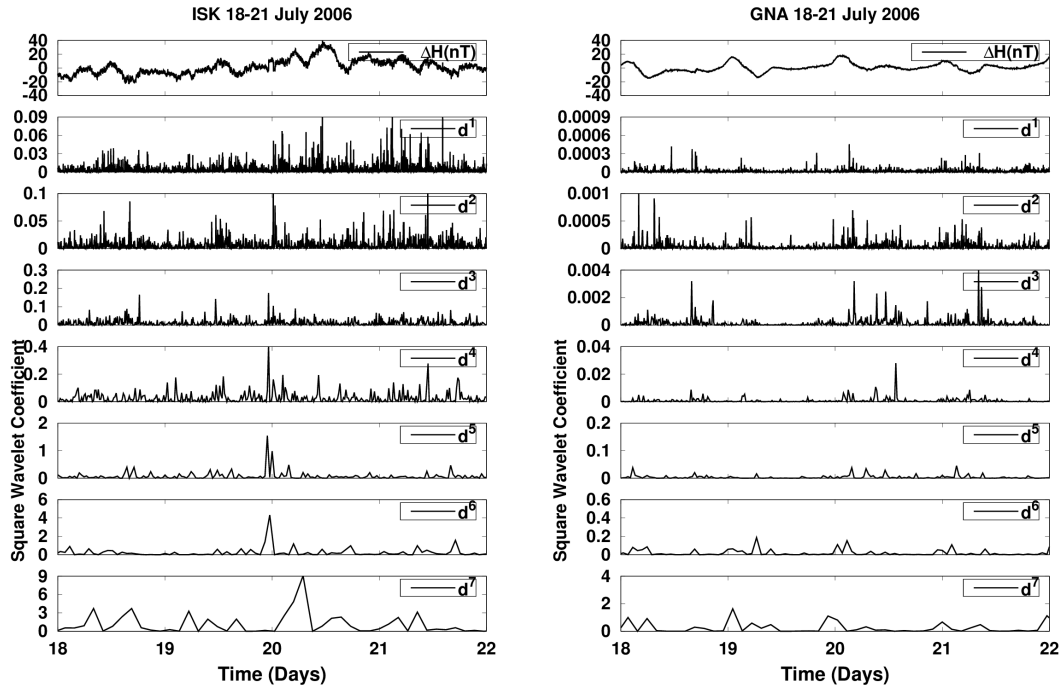 ISK 18-21 July 2006
40
20
0
-20
-40
ΔH(nT)
0.09
0.06
0.03
0
d1
0.1
0.05
0
d2
0.3
0.2
0.1
0
d3
0.4
0.2
0
d4
2
1
0
d5
6
4
2
0
d6
9
6
3
0
d7
18 19 20 21 22
Time (Days)
Square Wavelet Coefficient
GNA 18-21 July 2006
40
20
0
-20
-40
ΔH(nT)
0.0009
0.0006
0.0003
0
d1
0.001
0.0005
0
d2
0.004
0.002
0
d3
0.04
0.02
0
d4
0.2
0.1
0
d5
0.6
0.4
0.2
0
d6
4
2
0
d7
18 19 20 21 22
Time (Days)
Square Wavelet Coefficient